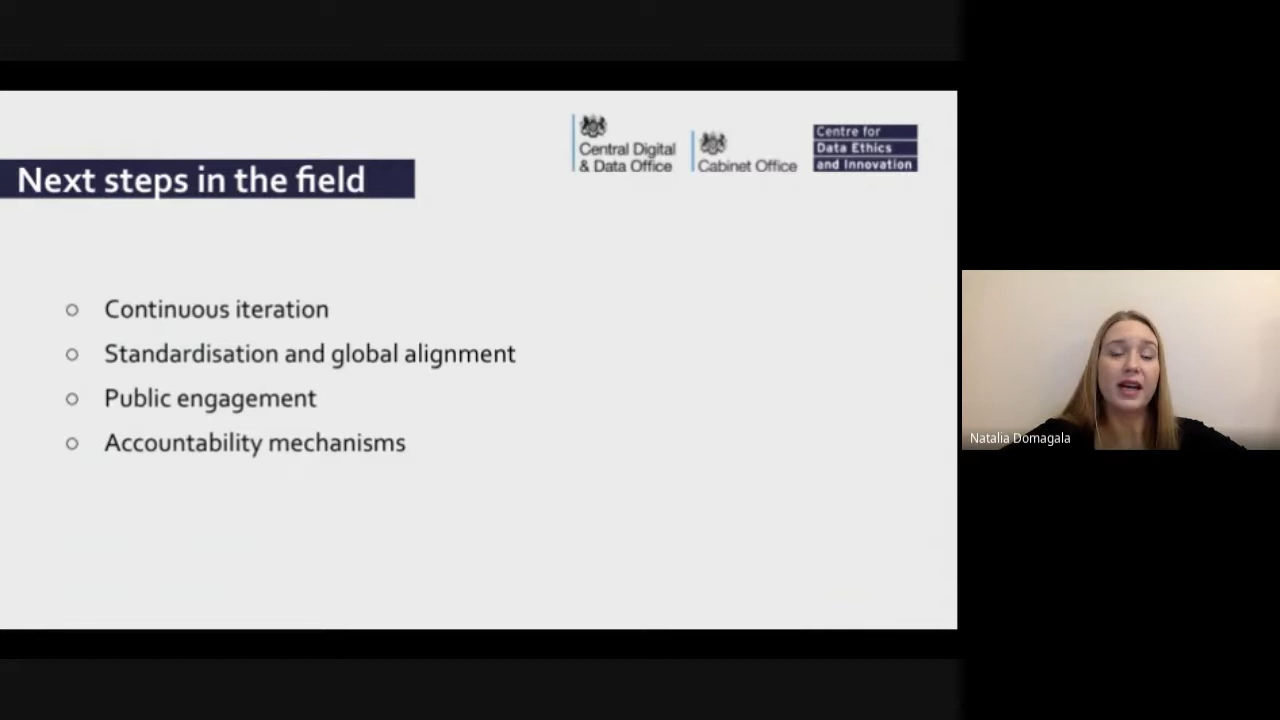 Central Digital
& Data Office
Cabinet Office
Centre for
Data Ethics
and Innovation
Next steps in the field
Continuous iteration
Standardisation and global alignment
Public engagement
Accountability mechanisms
Natalia Domagala